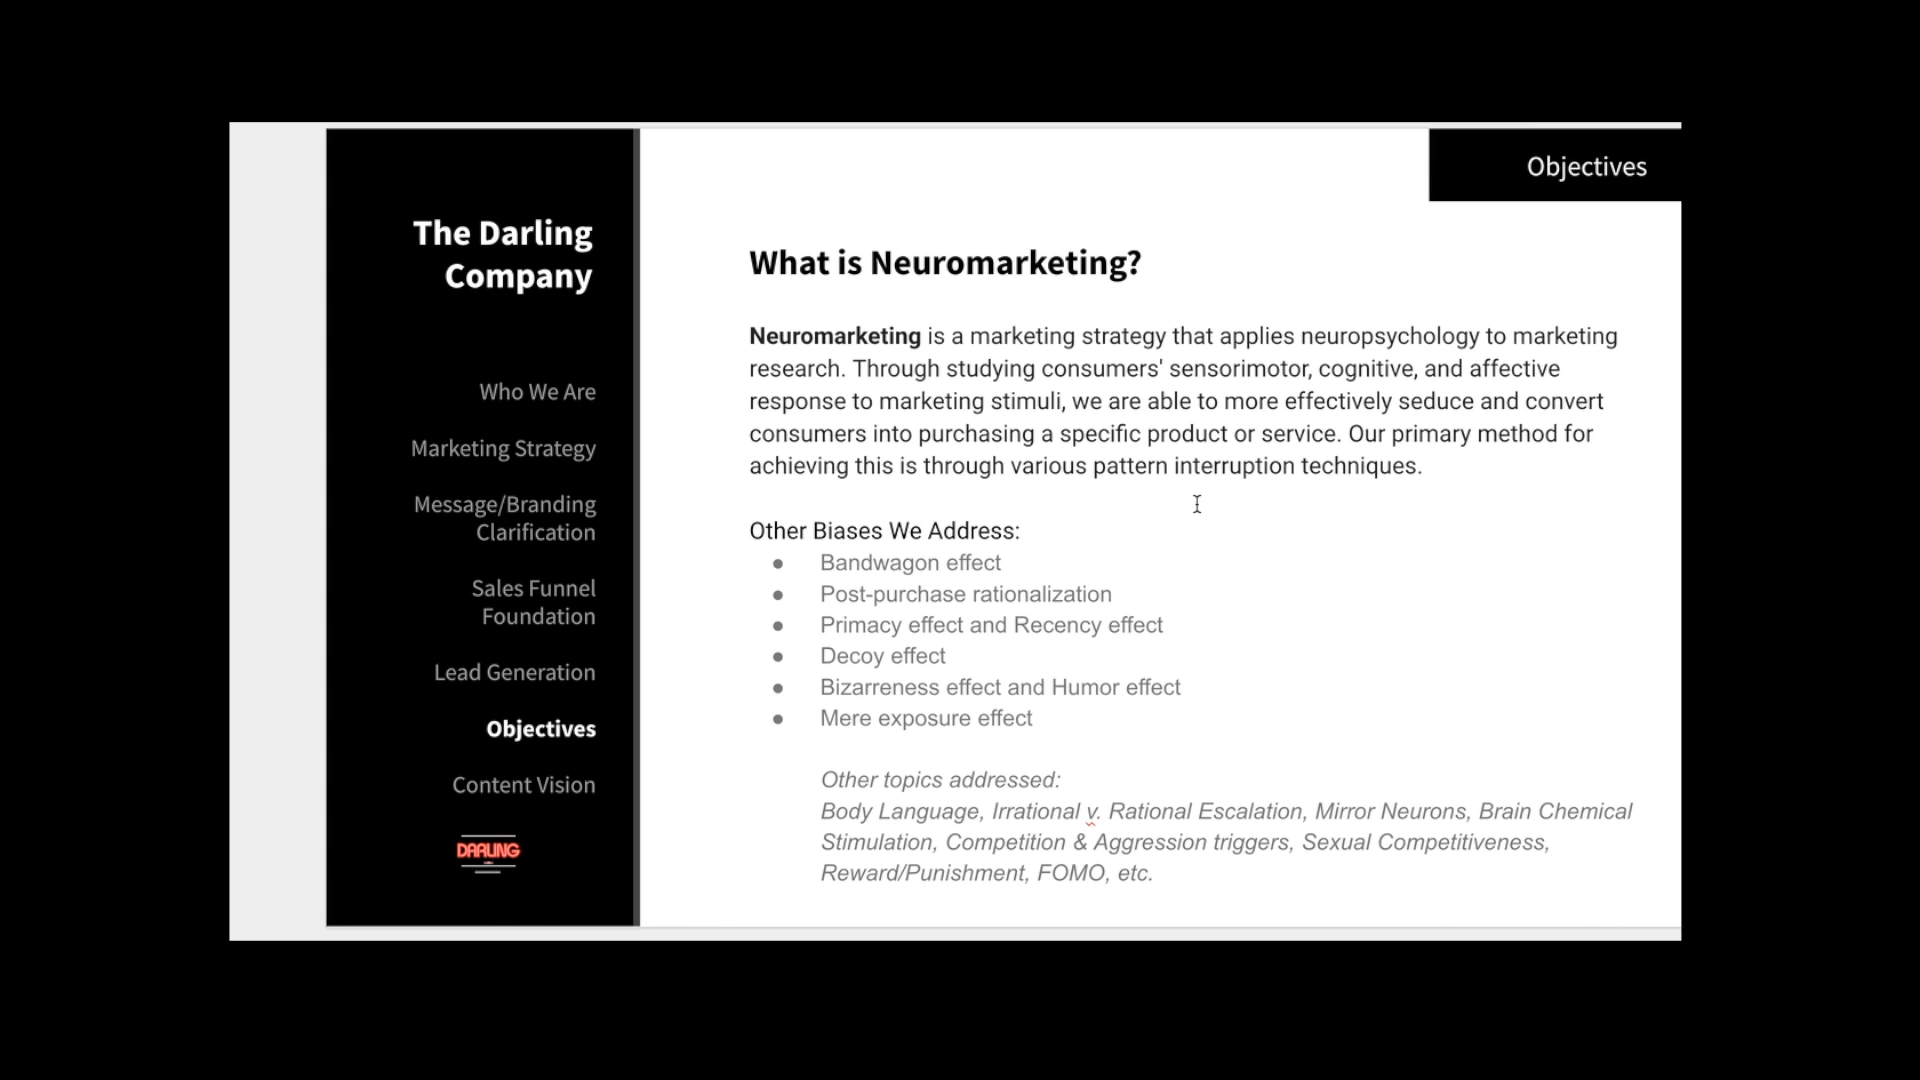 Objectives
The Darling
Company
Who We Are
Marketing Strategy
Message/Branding
Clarification
Sales Funnel
Foundation
Lead Generation
Objectives
Content Vision
DARLING
What is Neuromarketing?
Neuromarketing is a marketing strategy that applies neuropsychology to marketing
research. Through studying consumers' sensorimotor, cognitive, and affective
response to marketing stimuli, we are able to more effectively seduce and convert
consumers into purchasing a specific product or service. Our primary method for
achieving this is through various pattern interruption techniques.
Other Biases We Address:
● Bandwagon effect
● Post-purchase rationalization
● Primacy effect and Recency effect
● Decoy effect
● Bizarreness effect and Humor effect
● Mere exposure effect
Other topics addressed:
Body Language, Irrational v. Rational Escalation, Mirror Neurons, Brain Chemical
Stimulation, Competition & Aggression triggers, Sexual Competitiveness,
Reward/Punishment, FOMO, etc.